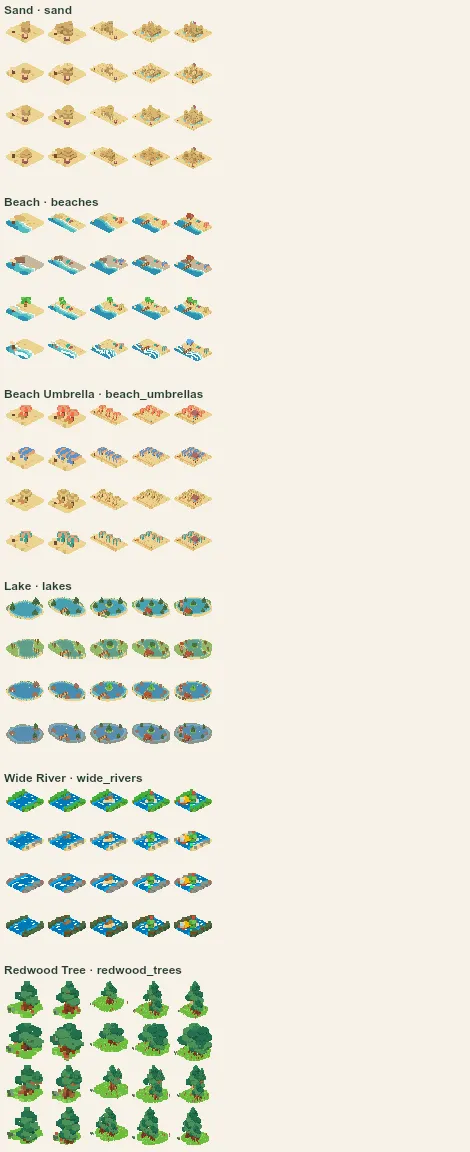 Sand · sand
Beach · beaches
Beach Umbrella · beach_umbrellas
Lake · lakes
Wide River · wide_rivers
Redwood Tree · redwood_trees